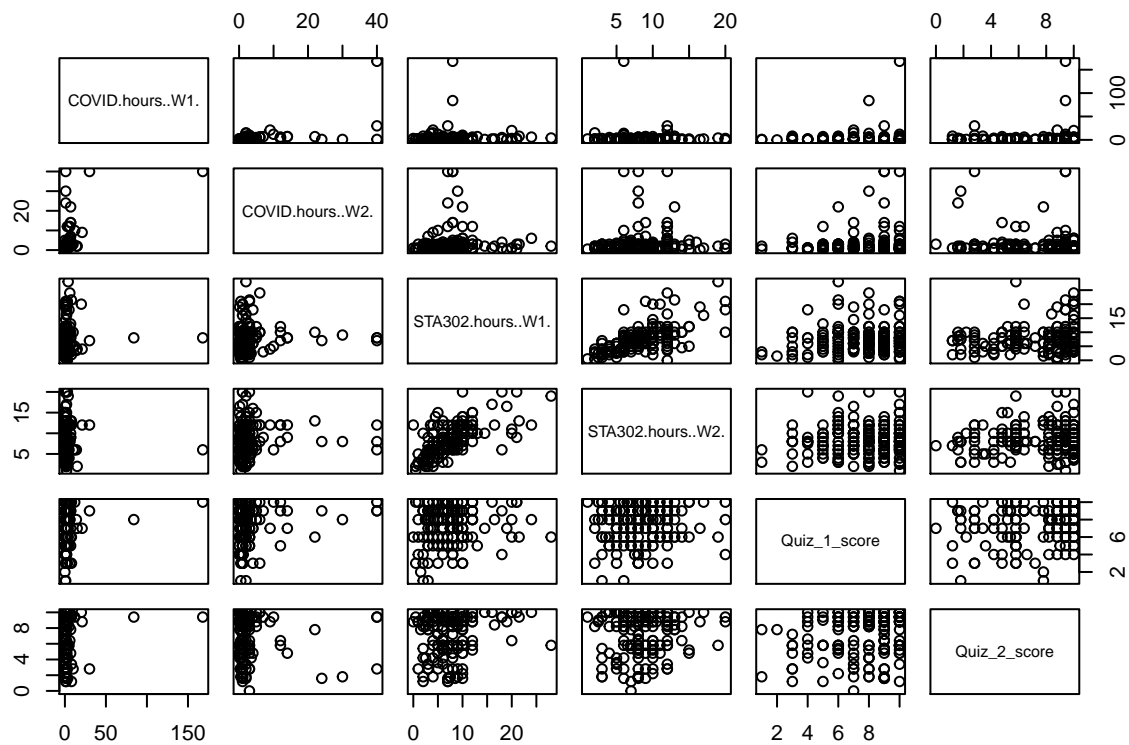 0 20 40 5 10 20 0 4 8
COVID.hours..W1.
0 100
COVID.hours..W2.
0 20
STA302.hours..W1.
0 15
STA302.hours..W2.
5 15
Quiz_1_score
2 6
Quiz_2_score
0 4 8
0 50 150 0 10 20 2 4 6 8